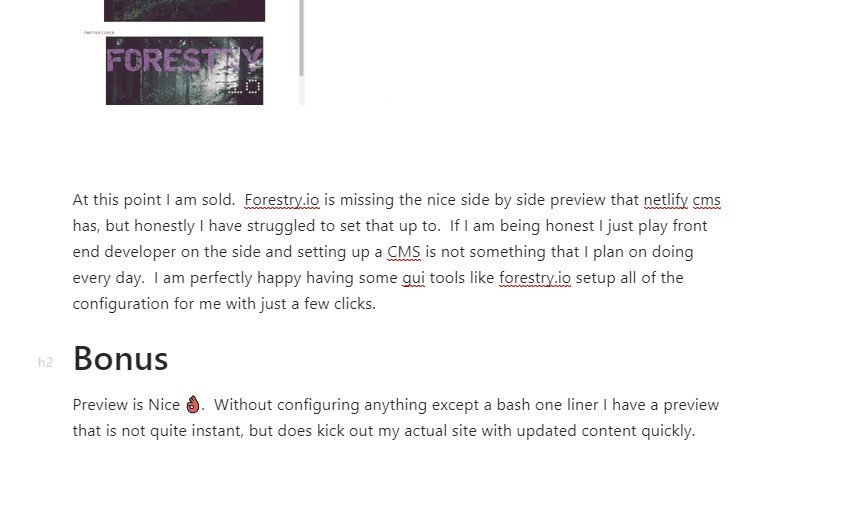 TWITTER COVER
FORESTRY
1.0
At this point I am sold.  Forestry.io is missing the nice side by side preview that netlify cms
has, but honestly I have struggled to set that up to.  If I am being honest I just play front
end developer on the side and setting up a CMS is not something that I plan on doing
every day.  I am perfectly happy having some gui tools like forestry.io setup all of the
configuration for me with just a few clicks.
h2
Bonus
Preview is Nice 👌.  Without configuring anything except a bash one liner I have a preview
that is not quite instant, but does kick out my actual site with updated content quickly.